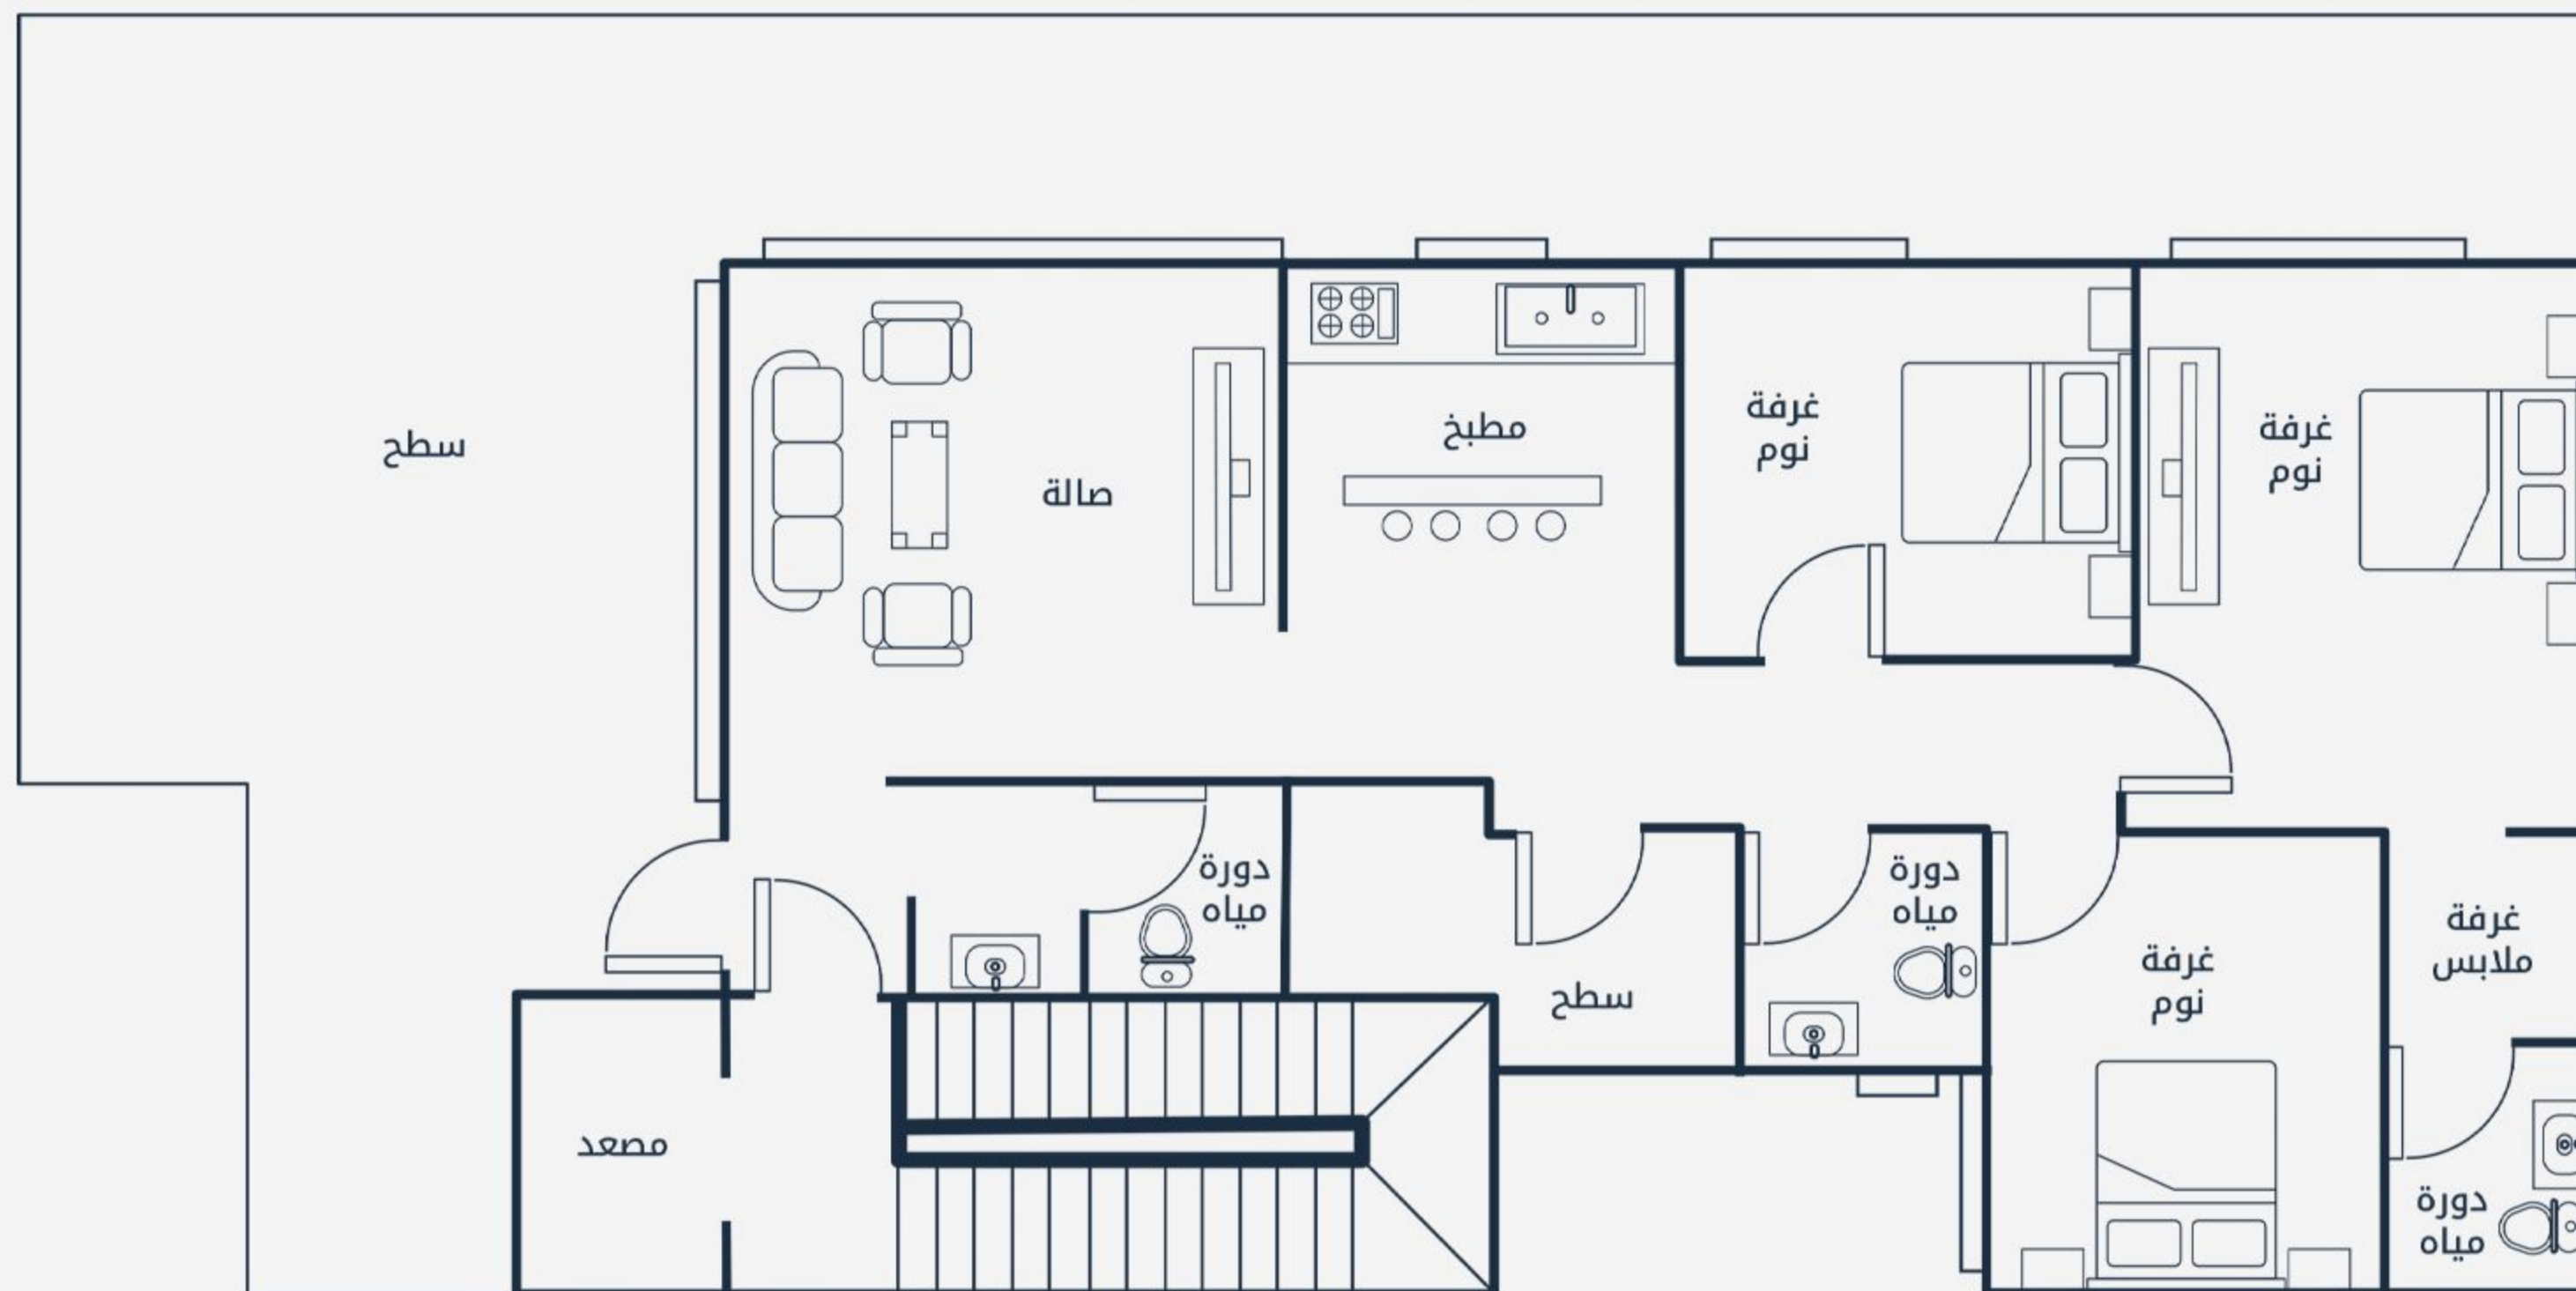 غرفة
نوم
غرفة
نوم
مطبخ
سطح
صالة
دورة
مياه
دورة
مياه
غرفة
ملابس
غرفة
نوم
سطح
مصعد
دورة
مياه